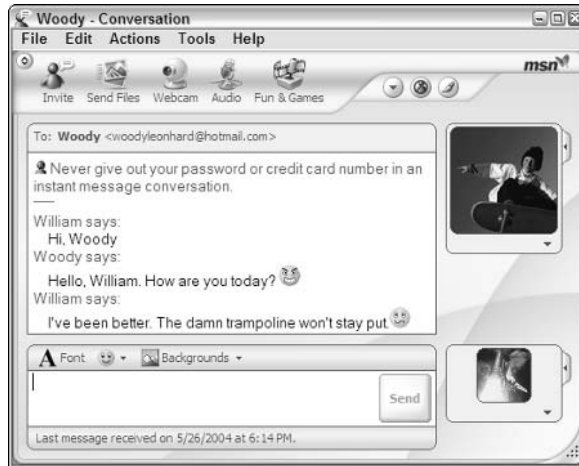 Woody - Conversation
File Edit Actions Tools Help
msn
Invite Send Files Webcam Audio Fun & Games
To: Woody <woodyleonhard@hotmail.com>
Never give out your password or credit card number in an
instant message conversation.
William says:
Hi, Woody
Woody says:
Hello, William. How are you today?
William says:
I've been better. The damn trampoline won't stay put.
A Font Backgrounds
Send
Last message received on 5/26/2004 at 6:14 PM.